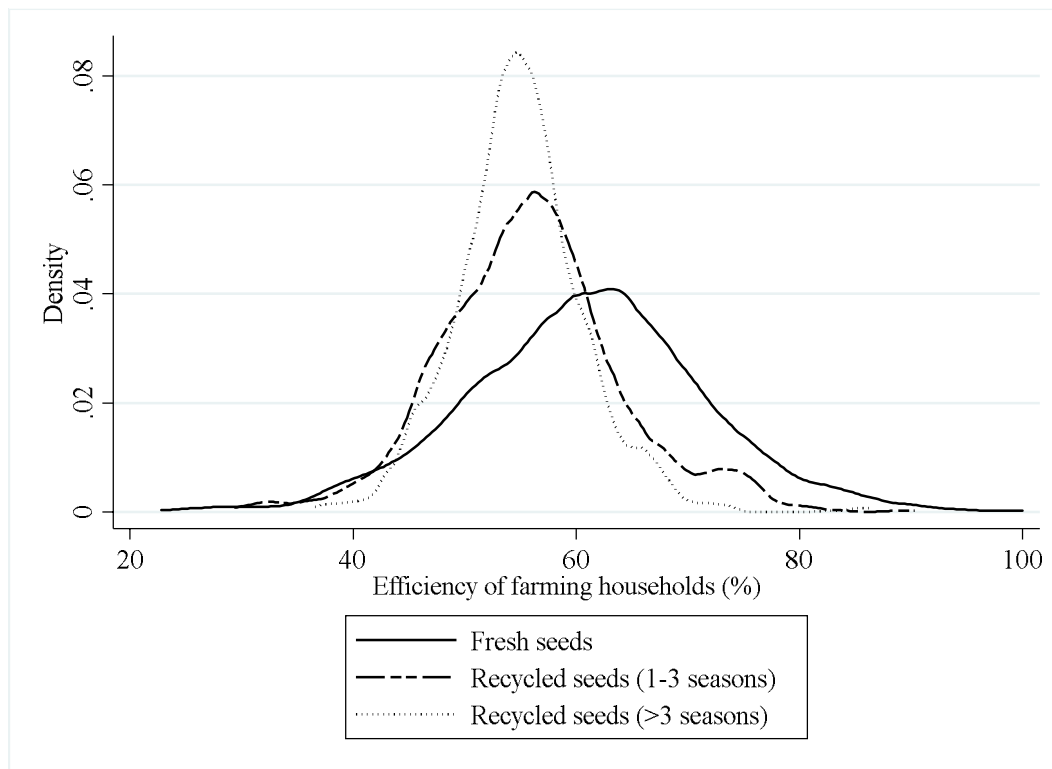 .08
.06
.04
.02
0
Density
20 40 60 80 100
Efficiency of farming households (%)
Fresh seeds
Recycled seeds (1-3 seasons)
Recycled seeds (>3 seasons)